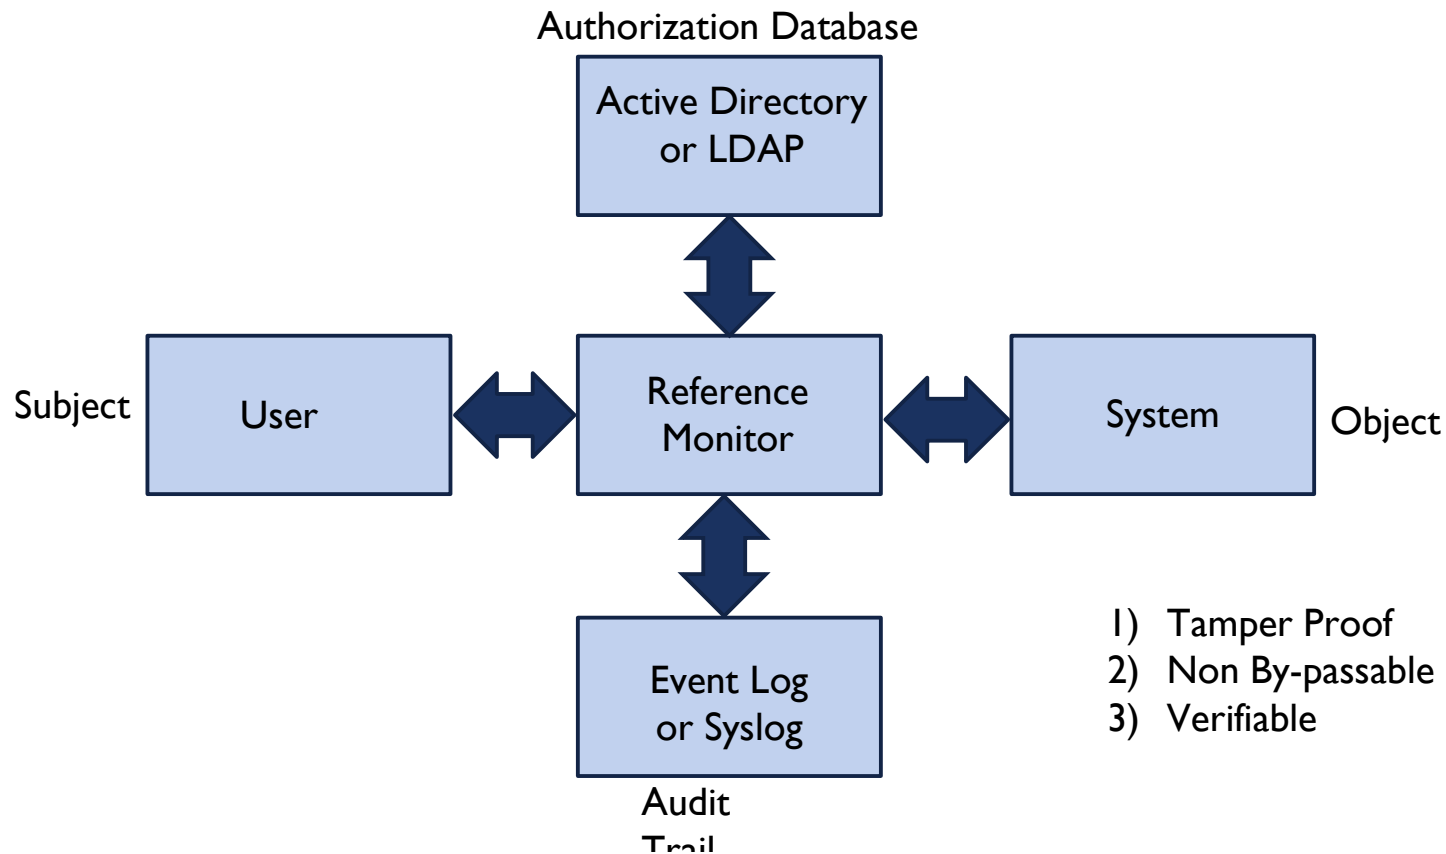 Authorization Database
Active Directory
or LDAP
Subject
User
Reference
Monitor
System
Object
Event Log
or Syslog
Audit
Trail
1) Tamper Proof
2) Non By-passable
3) Verifiable